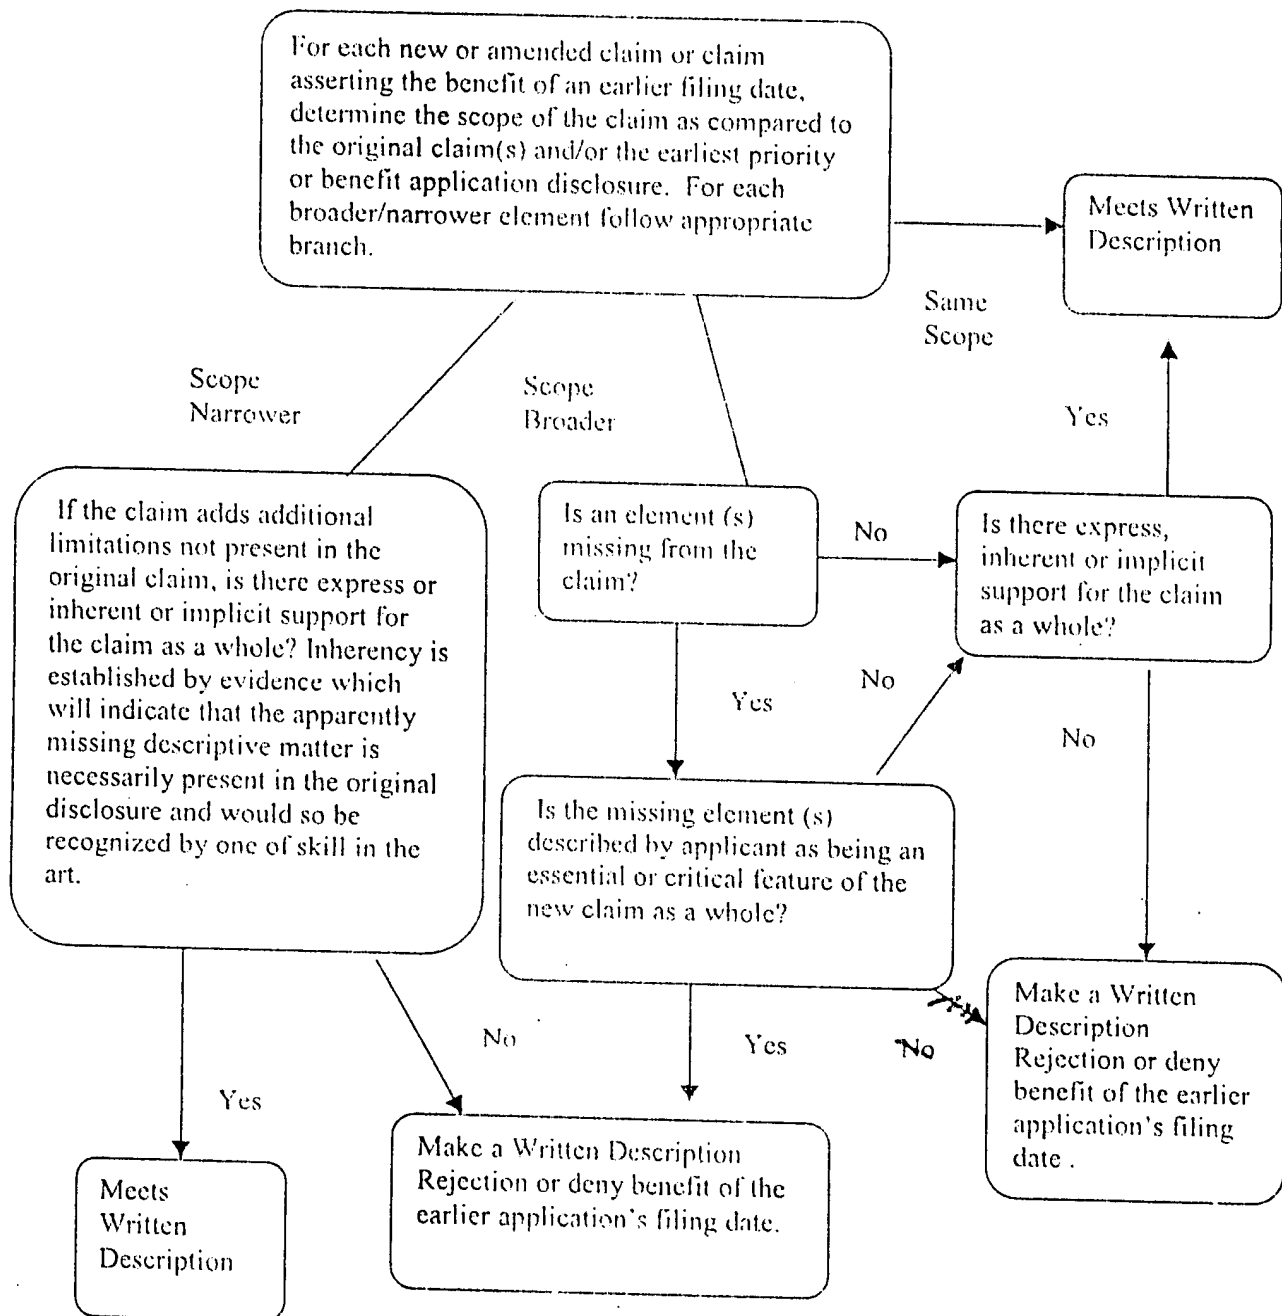 For each new or amended claim or claim
asserting the benefit of an earlier filing date,
determine the scope of the claim as compared to
the original claim(s) and/or the earliest priority
or benefit application disclosure. For each
broader/narrower element follow appropriate
branch.
Meets Written
Description
Same
Scope
Scope
Narrower
Scope
Broader
Yes
If the claim adds additional
limitations not present in the
original claim, is there express or
inherent or implicit support for
the claim as a whole? Inherency is
established by evidence which
will indicate that the apparently
missing descriptive matter is
necessarily present in the original
disclosure and would so be
recognized by one of skill in the
art.
Is an element (s)
missing from the
claim?
No
Is there express,
inherent or implicit
support for the claim
as a whole?
Yes
No
No
Is the missing element (s)
described by applicant as being an
essential or critical feature of the
new claim as a whole?
No
Yes
No
Yes
Make a Written
Description
Rejection or deny
benefit of the earlier
application's filing
date .
Make a Written Description
Rejection or deny benefit of the
earlier application's filing date.
Meets
Written
Description